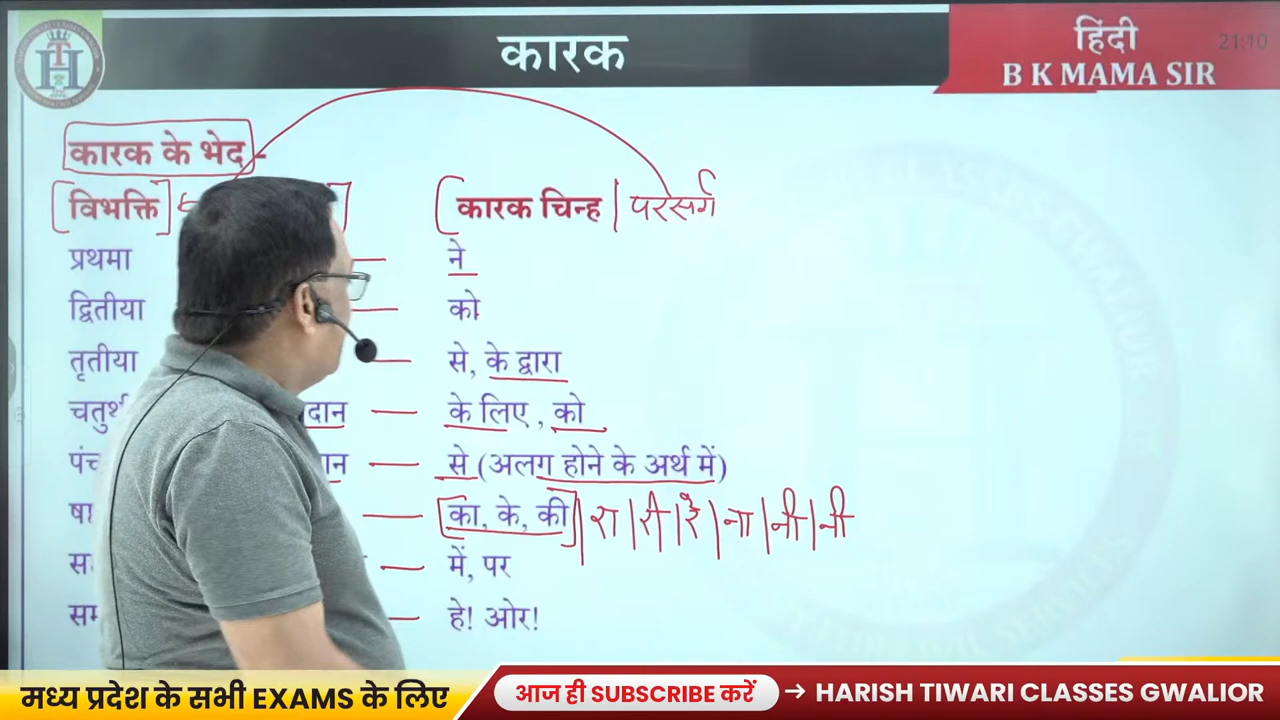 कारक
हिंदी
21:10
B K MAMA SIR
कारक के भेद -
[विभक्ति] [कारक चिन्ह | परसर्ग
प्रथमा — ने
द्वितीया — को
तृतीया — से, के द्वारा
दान — के लिए , को
— से (अलग होने के अर्थ में)
— [का, के, की] | रा | री | रे | ना | नी | नी
— में, पर
— हे! ओर!
मध्य प्रदेश के सभी EXAMS के लिए
आज ही SUBSCRIBE करें
→ HARISH TIWARI CLASSES GWALIOR